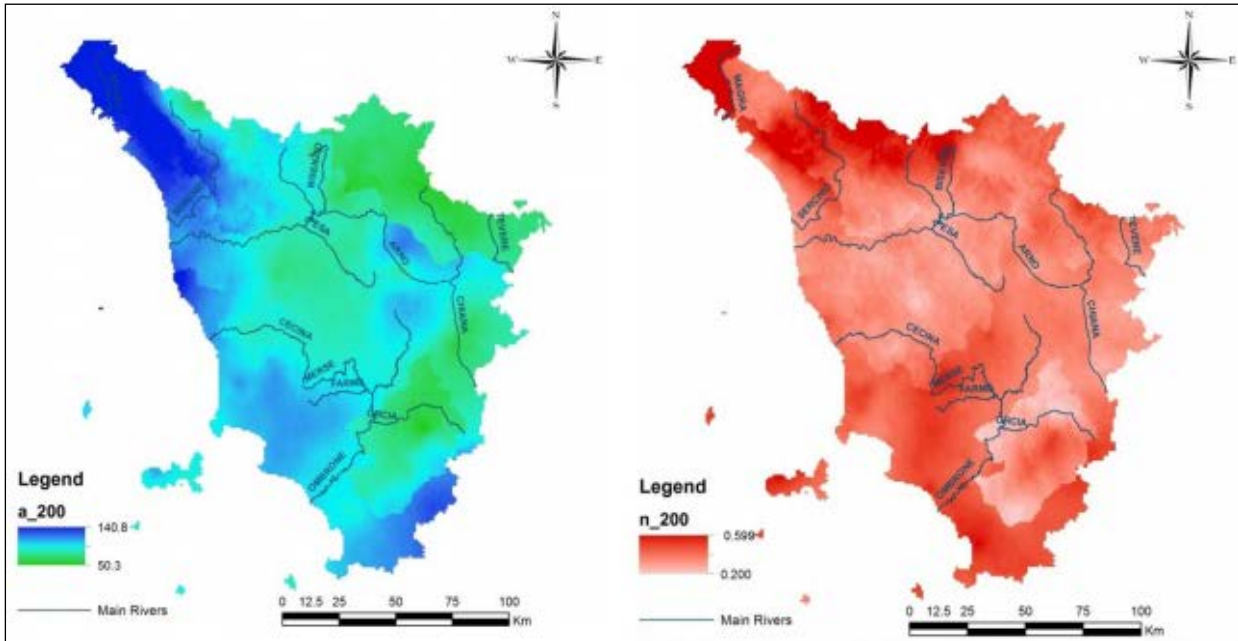 N
W E
S
BISENZIO
SERCHIO
PESA
ARNO
TEVERE
CHIANA
CECINA
MERSE
FARMA
ORCIA
OMBRONE
Legend
a_200
140.8
50.3
Main Rivers
0 12.5 25 50 75 100
Km
N
W E
S
MAGRA
SERCHIO
PESA
ARNO
TEVERE
CHIANA
CECINA
MERSE
FARMA
ORCIA
OMBRONE
Legend
n_200
0.599
0.200
Main Rivers
0 12.5 25 50 75 100
Km